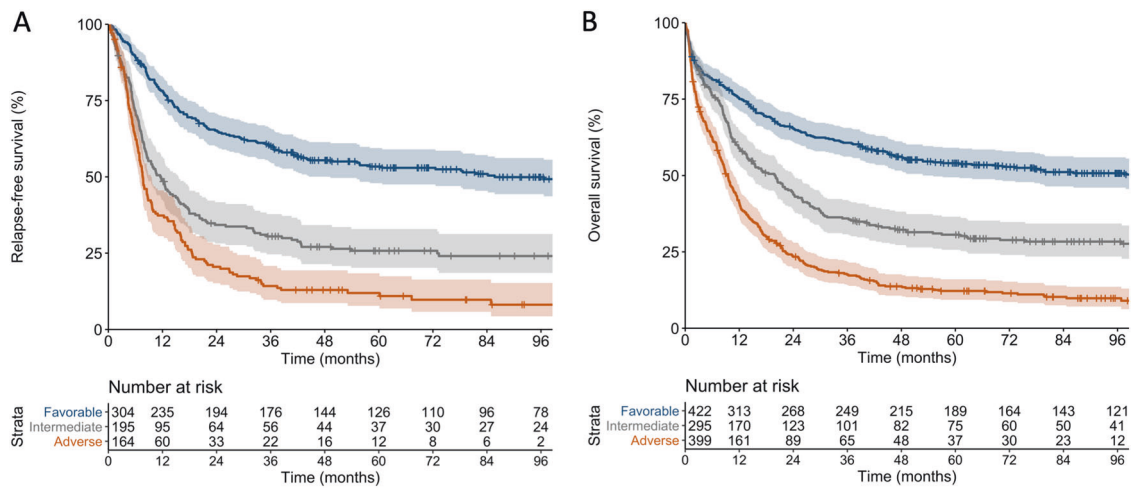 A
Relapse-free survival (%)
100
75
50
25
0
0 12 24 36 48 60 72 84 96
Time (months)
Number at risk
Strata
Favorable 304 235 194 176 144 126 110 96 78
Intermediate 195 95 64 56 44 37 30 27 24
Adverse 164 60 33 22 16 12 8 6 2
0 12 24 36 48 60 72 84 96
Time (months)
B
Overall survival (%)
100
75
50
25
0
0 12 24 36 48 60 72 84 96
Time (months)
Number at risk
Strata
Favorable 422 313 268 249 215 189 164 143 121
Intermediate 295 170 123 101 82 75 60 50 41
Adverse 399 161 89 65 48 37 30 23 12
0 12 24 36 48 60 72 84 96
Time (months)